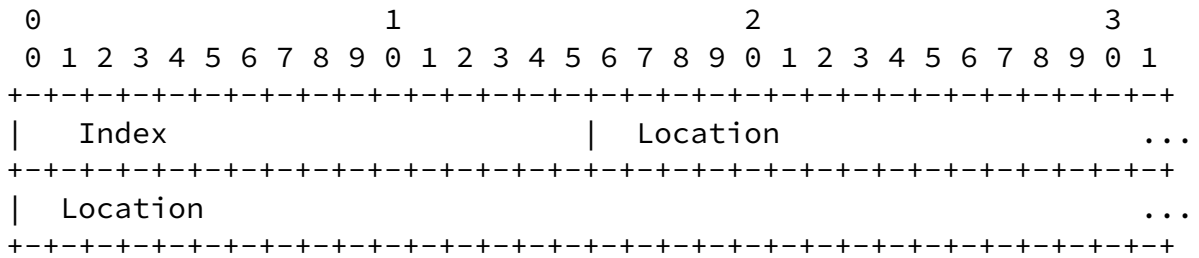 0                   1                   2                   3
0 1 2 3 4 5 6 7 8 9 0 1 2 3 4 5 6 7 8 9 0 1 2 3 4 5 6 7 8 9 0 1
+-+-+-+-+-+-+-+-+-+-+-+-+-+-+-+-+-+-+-+-+-+-+-+-+-+-+-+-+-+-+-+-+
|   Index                       |  Location                    ...
+-+-+-+-+-+-+-+-+-+-+-+-+-+-+-+-+-+-+-+-+-+-+-+-+-+-+-+-+-+-+-+-+
|  Location                                                    ...
+-+-+-+-+-+-+-+-+-+-+-+-+-+-+-+-+-+-+-+-+-+-+-+-+-+-+-+-+-+-+-+-+